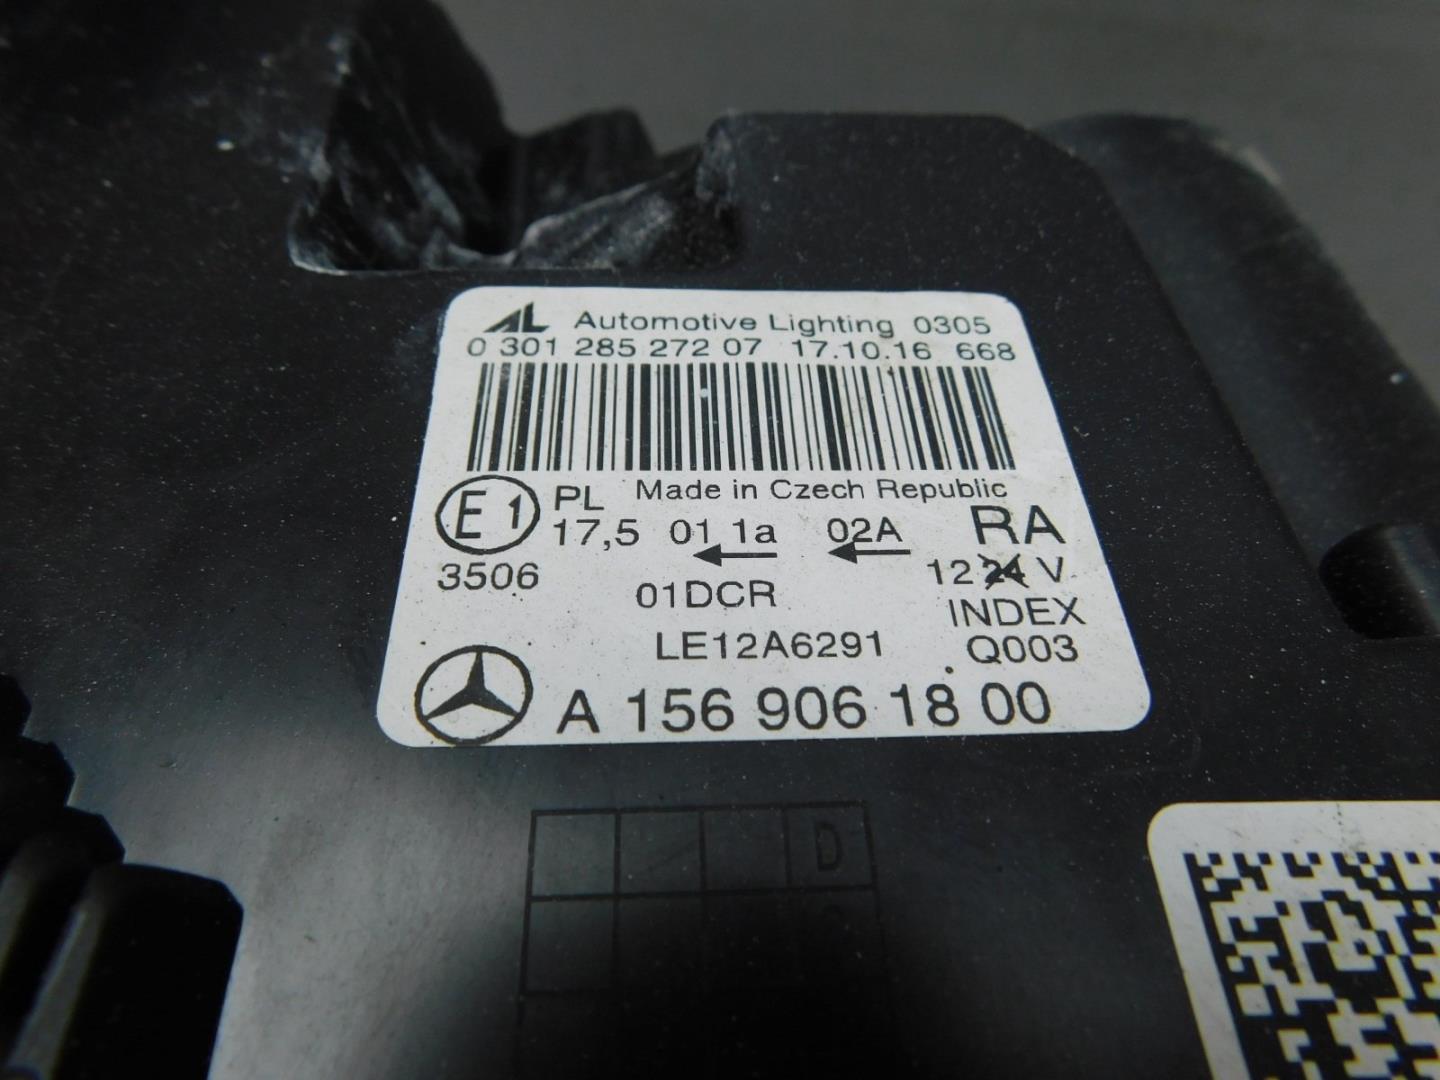 AL Automotive Lighting 0305
0 301 285 272 07 17.10.16 668
E1 PL Made in Czech Republic
17,5 01 1a 02A RA
3506 12 24 V
01DCR INDEX
LE12A6291 Q003
A 156 906 18 00
D